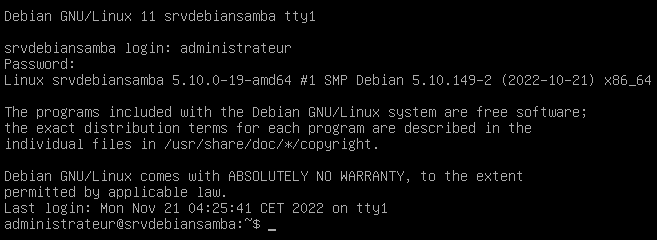 Debian GNU/Linux 11 srvdebiansamba tty1
srvdebiansamba login: administrateur
Password:
Linux srvdebiansamba 5.10.0-19-amd64 #1 SMP Debian 5.10.149-2 (2022-10-21) x86_64
The programs included with the Debian GNU/Linux system are free software;
the exact distribution terms for each program are described in the
individual files in /usr/share/doc/*/copyright.
Debian GNU/Linux comes with ABSOLUTELY NO WARRANTY, to the extent
permitted by applicable law.
Last login: Mon Nov 21 04:25:41 CET 2022 on tty1
administrateur@srvdebiansamba:~$ _